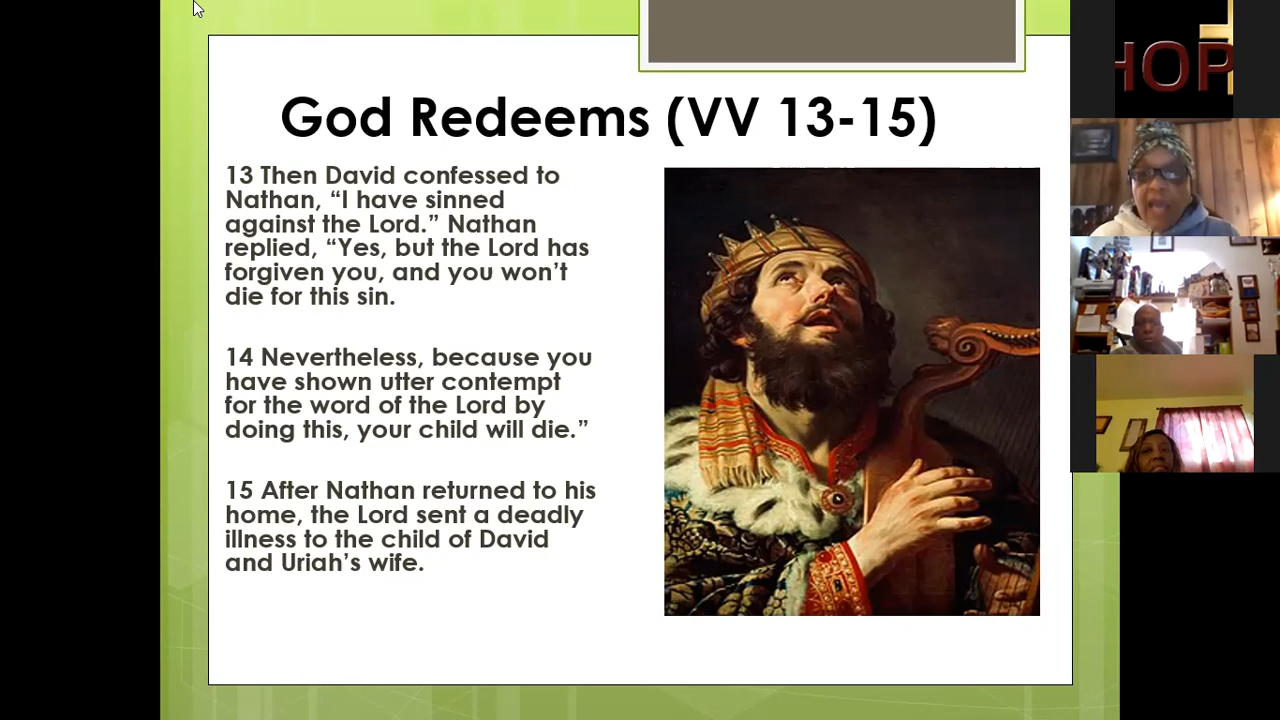 God Redeems (VV 13-15)
13 Then David confessed to
Nathan, “I have sinned
against the Lord.” Nathan
replied, “Yes, but the Lord has
forgiven you, and you won’t
die for this sin.
14 Nevertheless, because you
have shown utter contempt
for the word of the Lord by
doing this, your child will die.”
15 After Nathan returned to his
home, the Lord sent a deadly
illness to the child of David
and Uriah’s wife.
HOP